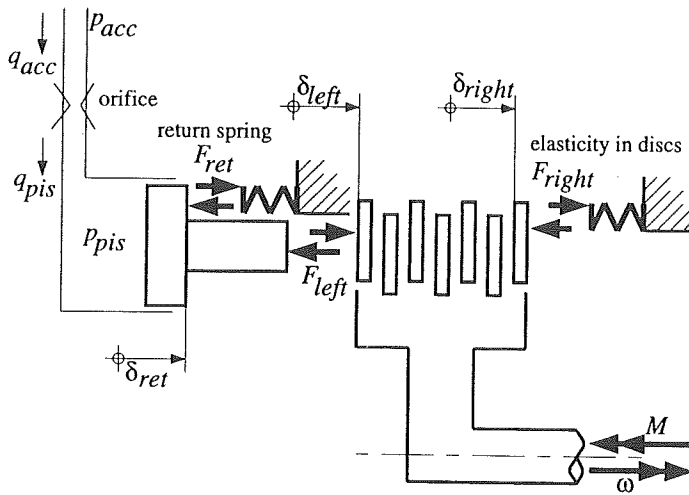 p_acc
q_acc
orifice
δ_left
δ_right
return spring
elasticity in discs
F_ret
F_right
q_pis
p_pis
F_left
δ_ret
M
ω